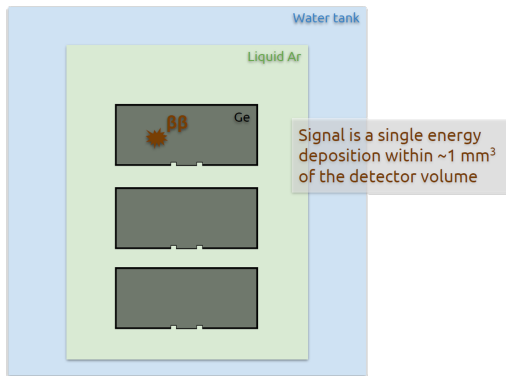 Water tank
Liquid Ar
ββ
Ge
Signal is a single energy
deposition within ~1 mm³
of the detector volume